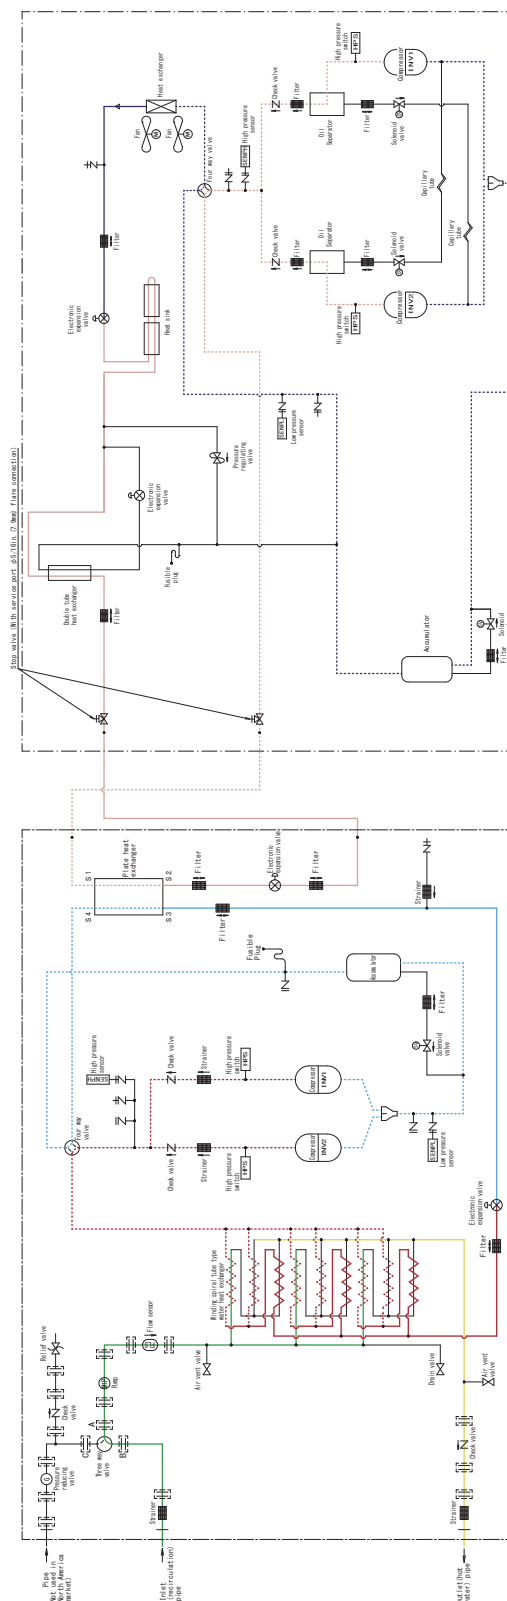 High pressure
switch
HPS
Compressor
INV1
Heat exchanger
Fan
Fan
M
M
Check valve
Filter
High pressure
sensor
SENPH
Four way valve
Oil
Separator
Filter
Solenoid
valve
Capillary
tube
Capillary
tube
Check valve
Filter
Oil
Separator
Filter
Solenoid
valve
Compressor
INV2
High pressure
switch
HPS
Filter
Electronic
expansion
valve
Heat sink
SENPL
Low pressure
sensor
Pressure
regulating
valve
Electronic
expansion
valve
Stop valve (With service port φ5/16in. (7.9mm) flare connection)
Fusible
plug
Double tube
heat exchanger
Filter
Accumulator
Solenoid
Filter
Plate heat
exchanger
S1
S2
S3
S4
Filter
Electronic
expansion valve
Filter
Filter
Strainer
Fusible
Plug
Accumulator
Filter
Solenoid
valve
High pressure
sensor
SENPH
Check valve
Strainer
High pressure
switch
HPS
Compressor
INV1
Four way
valve
Check valve
Strainer
High pressure
switch
HPS
Compressor
INV2
SENPL
Low pressure
sensor
Electronic
expansion valve
Filter
Winding spiral tube type
water heat exchanger
Flow sensor
Relief valve
Pump
Air vent valve
Drain valve
Air vent
valve
Check
valve
A
B
C
Three way
valve
Pressure
reducing
valve
Check valve
Strainer
Strainer
Pipe
Not used in
North America
market)
Inlet
(recirculation)
pipe
utlet(hot
ater) pipe